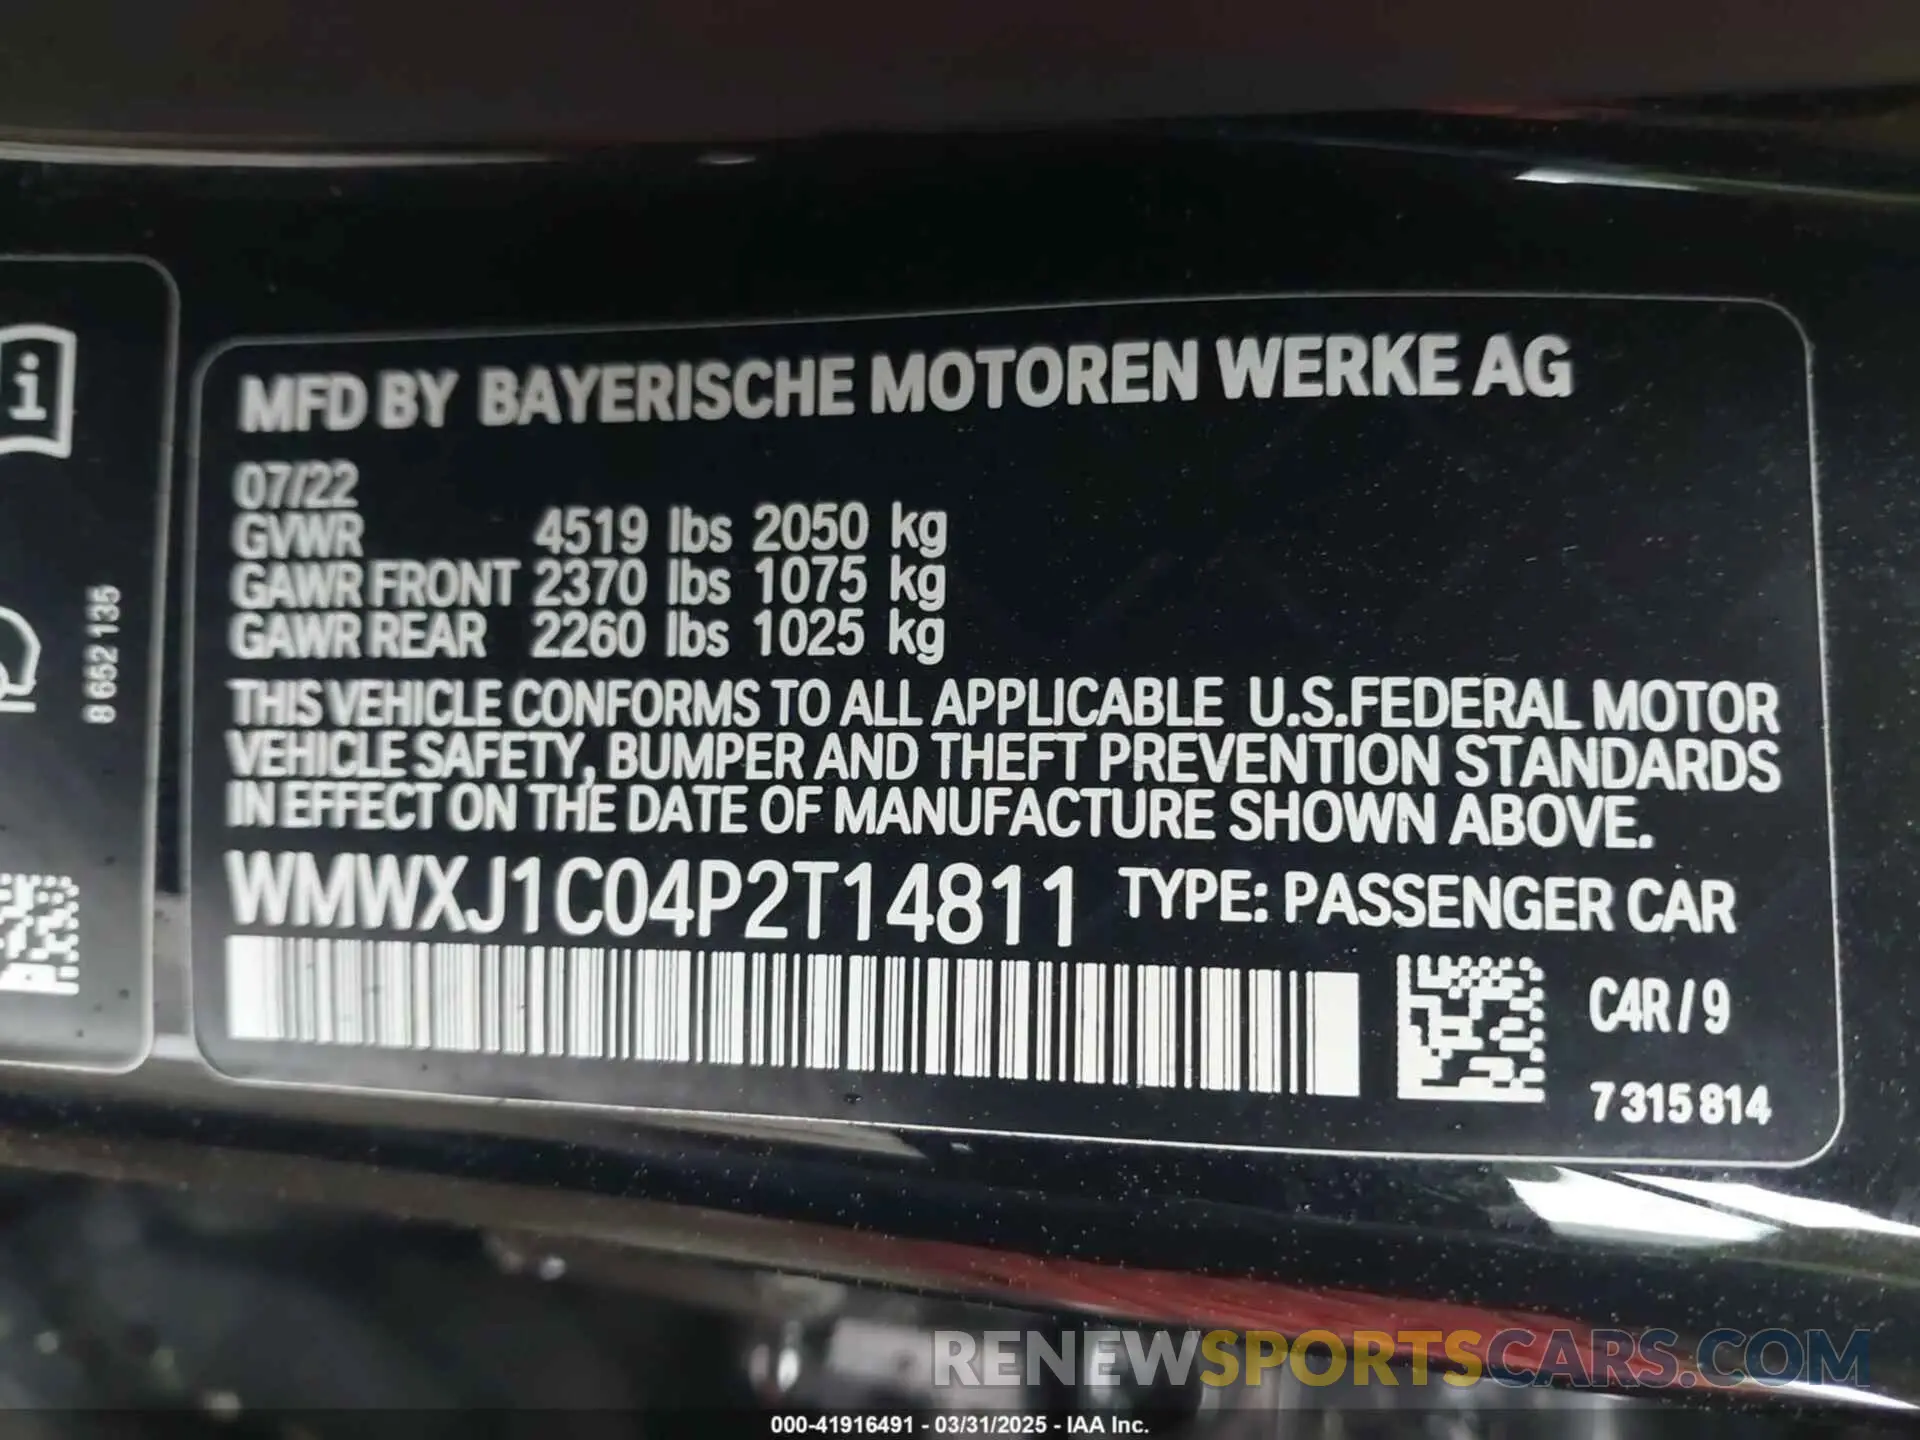 MFD BY BAYERISCHE MOTOREN WERKE AG
07/22
GVWR 4519 lbs 2050 kg
GAWR FRONT 2370 lbs 1075 kg
GAWR REAR 2260 lbs 1025 kg
THIS VEHICLE CONFORMS TO ALL APPLICABLE U.S.FEDERAL MOTOR
VEHICLE SAFETY, BUMPER AND THEFT PREVENTION STANDARDS
IN EFFECT ON THE DATE OF MANUFACTURE SHOWN ABOVE.
WMWXJ1C04P2T14811 TYPE: PASSENGER CAR
C4R / 9
7 315 814
i
8 652 135
RENEWSPORTSCARS.COM
000-41916491 - 03/31/2025 - IAA Inc.